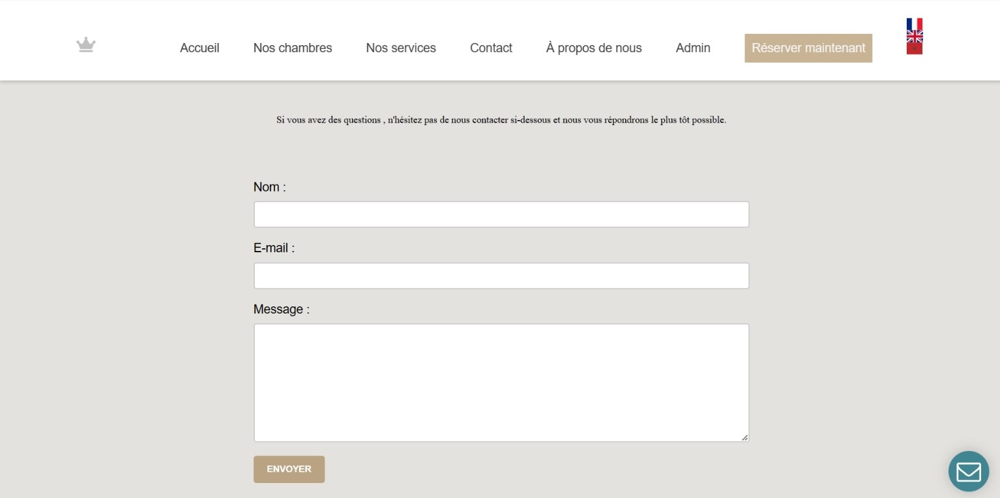 Accueil Nos chambres Nos services Contact À propos de nous Admin Réserver maintenant
Si vous avez des questions , n'hésitez pas de nous contacter si-dessous et nous vous répondrons le plus tôt possible.
Nom :
E-mail :
Message :
ENVOYER